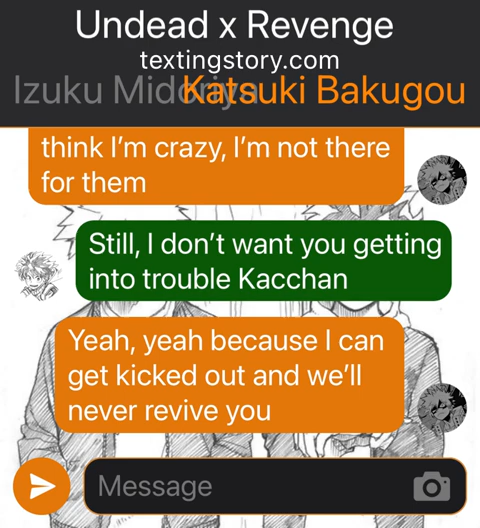 Undead x Revenge
textingstory.com
Izuku Midoriya Katsuki Bakugou
think I’m crazy, I’m not there
for them
Still, I don’t want you getting
into trouble Kacchan
Yeah, yeah because I can
get kicked out and we’ll
never revive you
Message